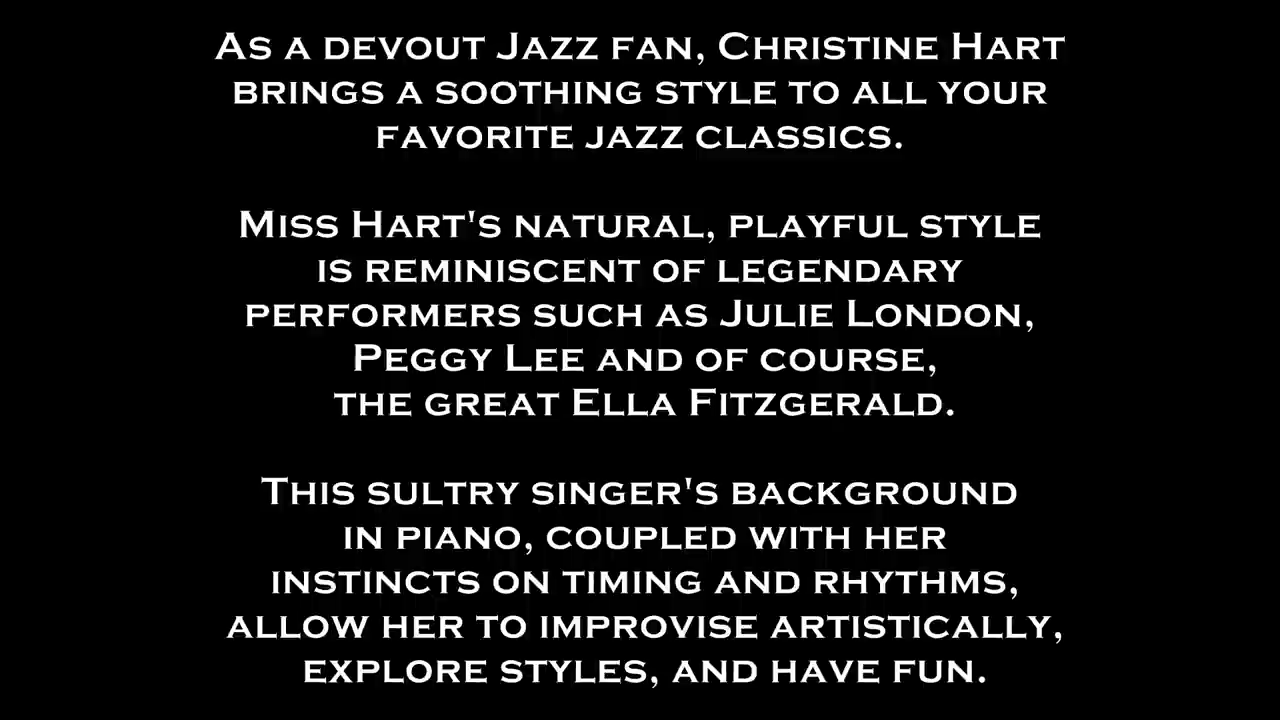 As a devout Jazz fan, Christine Hart
brings a soothing style to all your
favorite jazz classics.
Miss Hart's natural, playful style
is reminiscent of legendary
performers such as Julie London,
Peggy Lee and of course,
the great Ella Fitzgerald.
This sultry singer's background
in piano, coupled with her
instincts on timing and rhythms,
allow her to improvise artistically,
explore styles, and have fun.